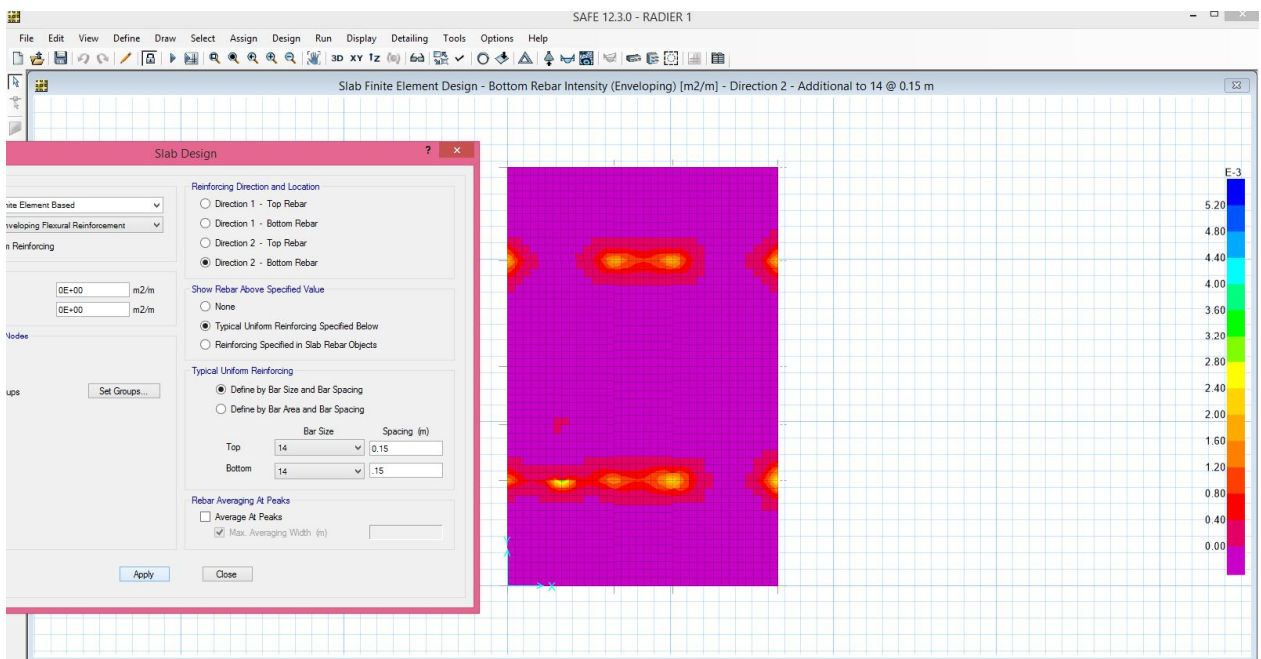 SAFE 12.3.0 - RADIER 1
File Edit View Define Draw Select Assign Design Run Display Detailing Tools Options Help
3D XY
Slab Finite Element Design - Bottom Rebar Intensity (Enveloping) [m2/m] - Direction 2 - Additional to 14 @ 0.15 m
Slab Design
? ×
nite Element Based
nveloping Flexural Reinforcement
n Reinforcing
0E+00 m2/m
0E+00 m2/m
Nodes
ups Set Groups...
Reinforcing Direction and Location
Direction 1 - Top Rebar
Direction 1 - Bottom Rebar
Direction 2 - Top Rebar
Direction 2 - Bottom Rebar
Show Rebar Above Specified Value
None
Typical Uniform Reinforcing Specified Below
Reinforcing Specified in Slab Rebar Objects
Typical Uniform Reinforcing
Define by Bar Size and Bar Spacing
Define by Bar Area and Bar Spacing
Bar Size Spacing (m)
Top 14 0.15
Bottom 14 .15
Rebar Averaging At Peaks
Average At Peaks
Max. Averaging Width (m)
Apply Close
Y
X
E-3
5.20
4.80
4.40
4.00
3.60
3.20
2.80
2.40
2.00
1.60
1.20
0.80
0.40
0.00